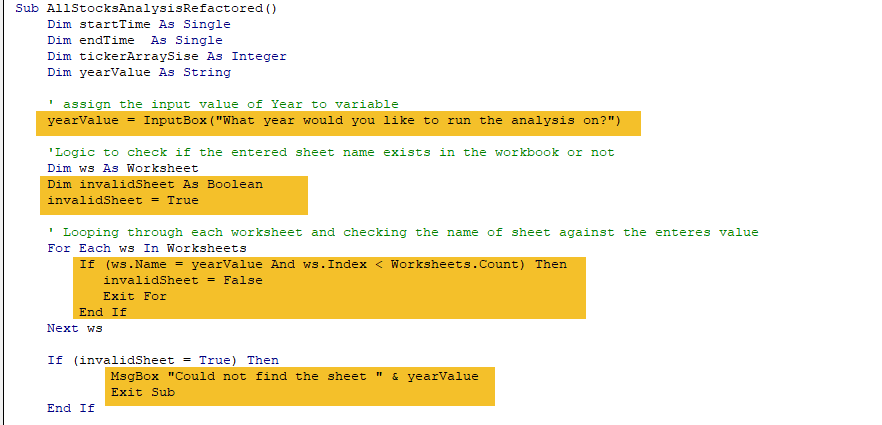 Sub AllStocksAnalysisRefactored()
Dim startTime As Single
Dim endTime  As Single
Dim tickerArraySise As Integer
Dim yearValue As String
' assign the input value of Year to variable
yearValue = InputBox("What year would you like to run the analysis on?")
'Logic to check if the entered sheet name exists in the workbook or not
Dim ws As Worksheet
Dim invalidSheet As Boolean
invalidSheet = True
' Looping through each worksheet and checking the name of sheet against the enteres value
For Each ws In Worksheets
If (ws.Name = yearValue And ws.Index < Worksheets.Count) Then
invalidSheet = False
Exit For
End If
Next ws
If (invalidSheet = True) Then
MsgBox "Could not find the sheet " & yearValue
Exit Sub
End If